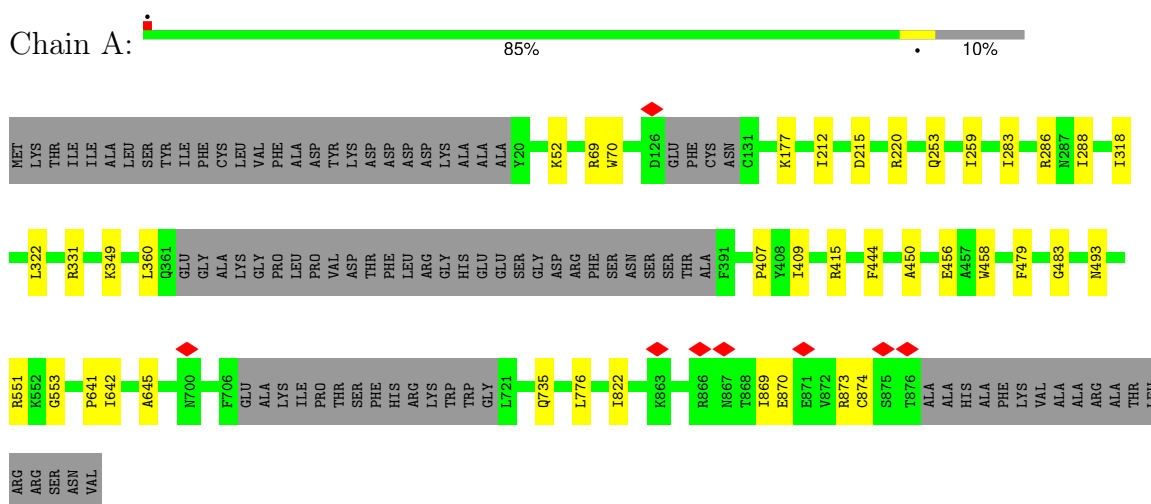 Chain A:
85% • 10%
MET LYS THR ILE ILE ALA LEU SER TYR ILE PHE CYS LEU VAL PHE ALA ASP TYR LYS ASP ASP ASP ASP LYS ALA ALA ALA Y20 K52 R69 W70 D126 GLU PHE CYS ASN C131 K177 I212 D215 R220 Q253 I259 I283 R286 N287 I288 I318
L322 R331 K349 L360 Q361 GLU GLY ALA LYS GLY PRO LEU PRO VAL ASP THR PHE LEU ARG GLY HIS GLU GLU SER GLY ASP ARG PHE SER ASN SER SER THR ALA F391 P407 Y408 I409 R415 F444 A450 E456 A457 W458 F479 G483 N493
R551 K552 G553 P641 I642 A645 N700 F706 GLU ALA LYS ILE PRO THR SER PHE HIS ARG LYS TRP TRP GLY L721 Q735 L776 I822 K863 R866 N867 T868 I869 E870 E871 V872 R873 C874 S875 T876 ALA ALA HIS ALA PHE LYS VAL ALA ALA ARG ALA THR LEU
ARG ARG SER ASN VAL